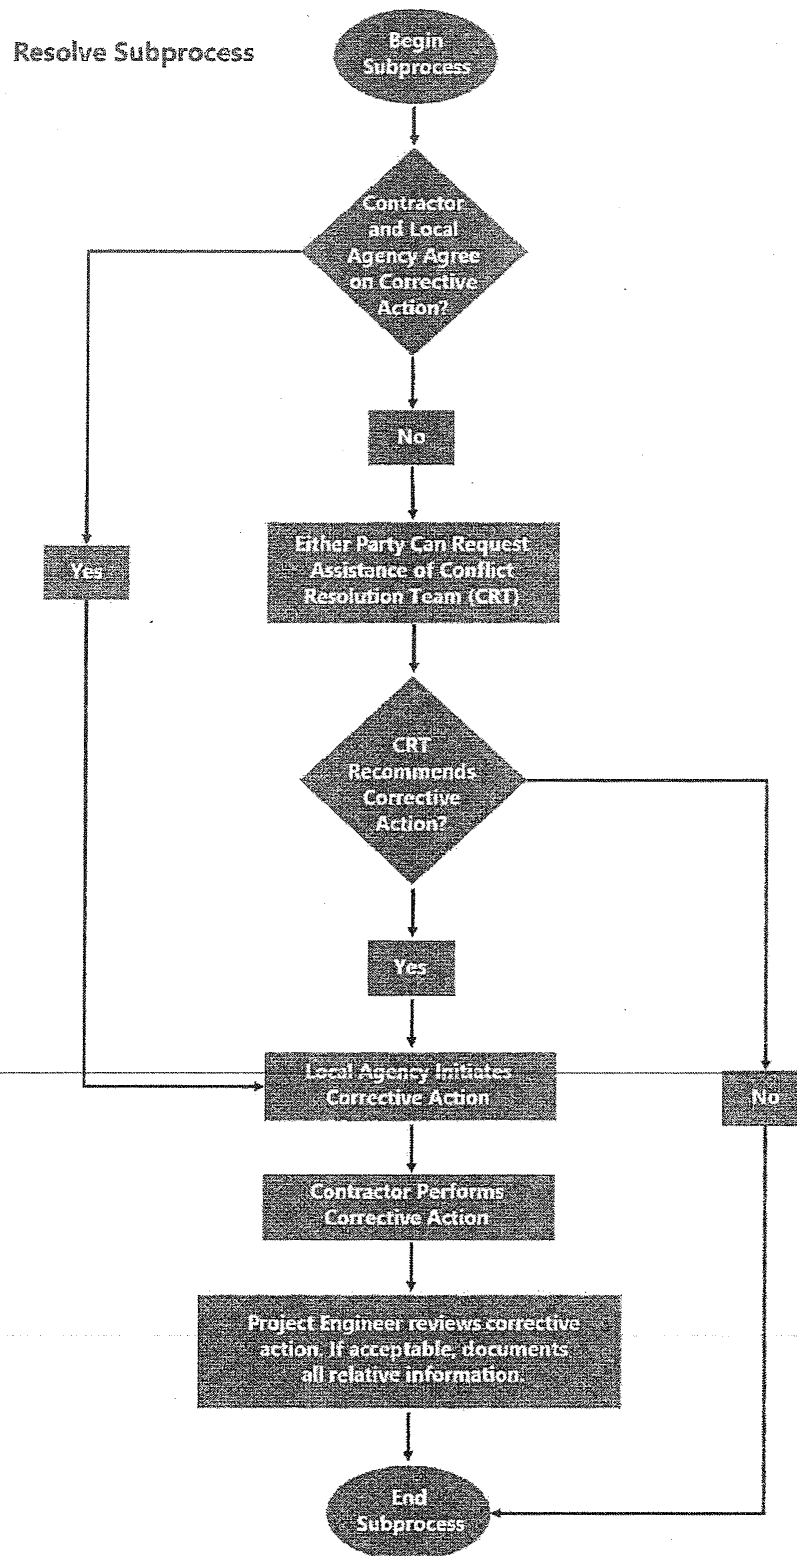 Resolve Subprocess
Begin
Subprocess
Contractor
and Local
Agency Agree
on Corrective
Action?
No
Yes
Either Party Can Request
Assistance of Conflict
Resolution Team (CRT)
CRT
Recommends
Corrective
Action?
Yes
Local Agency Initiates
Corrective Action
No
Contractor Performs
Corrective Action
Project Engineer reviews corrective
action. If acceptable, documents
all relative information.
End
Subprocess